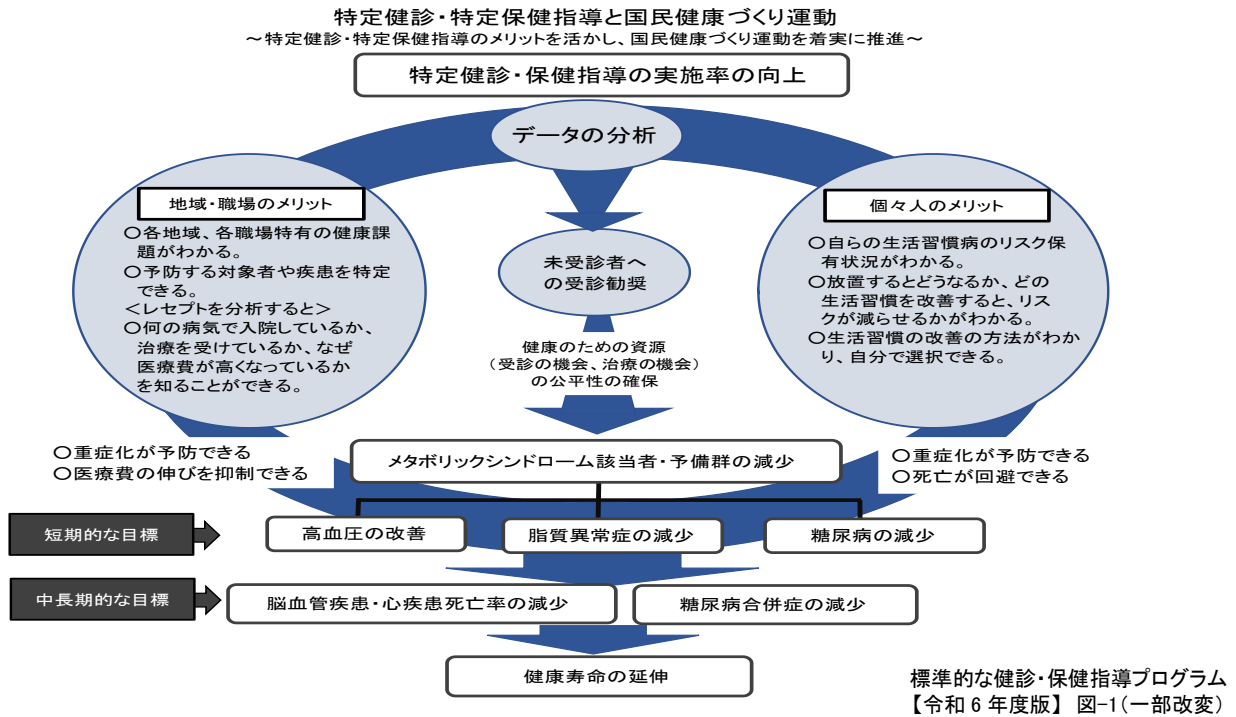 特定健診・特定保健指導と国民健康づくり運動
～特定健診・特定保健指導のメリットを活かし、国民健康づくり運動を着実に推進～
特定健診・保健指導の実施率の向上
データの分析
地域・職場のメリット
○各地域、各職場特有の健康課
題がわかる。
○予防する対象者や疾患を特定
できる。
＜レセプトを分析すると＞
○何の病気で入院しているか、
治療を受けているか、なぜ
医療費が高くなっているか
を知ることができる。
未受診者へ
の受診勧奨
健康のための資源
（受診の機会、治療の機会）
の公平性の確保
個々人のメリット
○自らの生活習慣病のリスク保
有状況がわかる。
○放置するとどうなるか、どの
生活習慣を改善すると、リス
クが減らせるかがわかる。
○生活習慣の改善の方法がわか
り、自分で選択できる。
○重症化が予防できる
○医療費の伸びを抑制できる
メタボリックシンドローム該当者・予備群の減少
○重症化が予防できる
○死亡が回避できる
短期的な目標
高血圧の改善
脂質異常症の減少
糖尿病の減少
中長期的な目標
脳血管疾患・心疾患死亡率の減少
糖尿病合併症の減少
健康寿命の延伸
標準的な健診・保健指導プログラム
【令和６年度版】 図-1（一部改変）